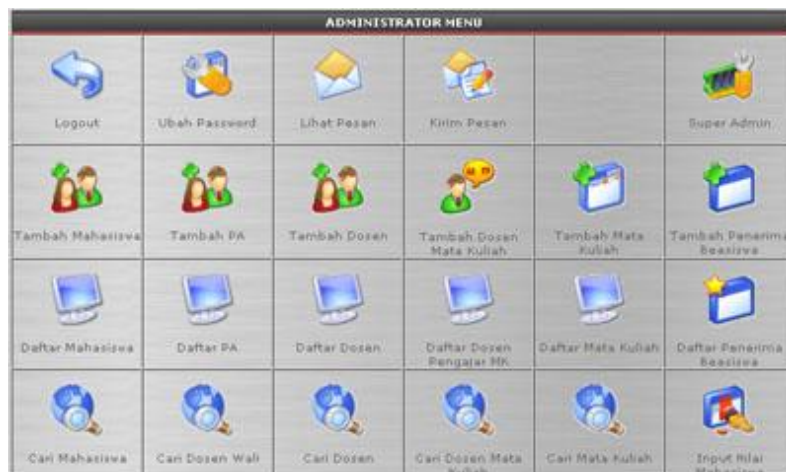 ADMINISTRATOR MENU
Logout
Ubah Password
Lihat Pesan
Kirim Pesan
Super Admin
Tambah Mahasiswa
Tambah PA
Tambah Dosen
Tambah Dosen
Mata Kuliah
Tambah Mata
Kuliah
Tambah Penerima
Beasiswa
Daftar Mahasiswa
Daftar PA
Daftar Dosen
Daftar Dosen
Pengajar MK
Daftar Mata Kuliah
Daftar Penerima
Beasiswa
Cari Mahasiswa
Cari Dosen Wali
Cari Dosen
Cari Dosen Mata
Kuliah
Cari Mata Kuliah
Input Nilai
Mahasiswa